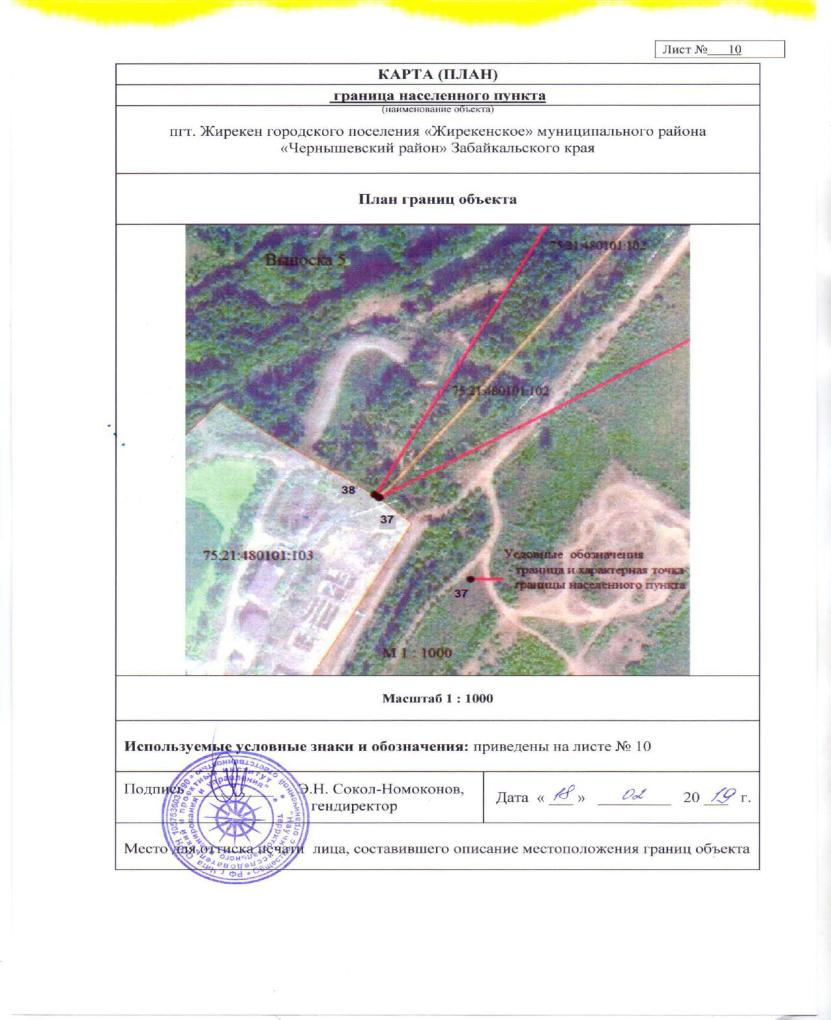 Лист № 10
КАРТА (ПЛАН)
граница населенного пункта
(наименование объекта)
пгт. Жирекен городского поселения «Жирекенское» муниципального района
«Чернышевский район» Забайкальского края
План границ объекта
Выноска 5
75:21:480101:102
75:21:480101:102
38
37
75:21:480101:103
Условные обозначения
- граница и характерная точка
границы населенного пункта
37
М 1 : 1000
Масштаб 1 : 1000
Используемые условные знаки и обозначения: приведены на листе № 10
Подпись Э.Н. Сокол-Номоконов,
гендиректор
Дата « 18 » 02 20 19 г.
Место для оттиска печати лица, составившего описание местоположения границ объекта